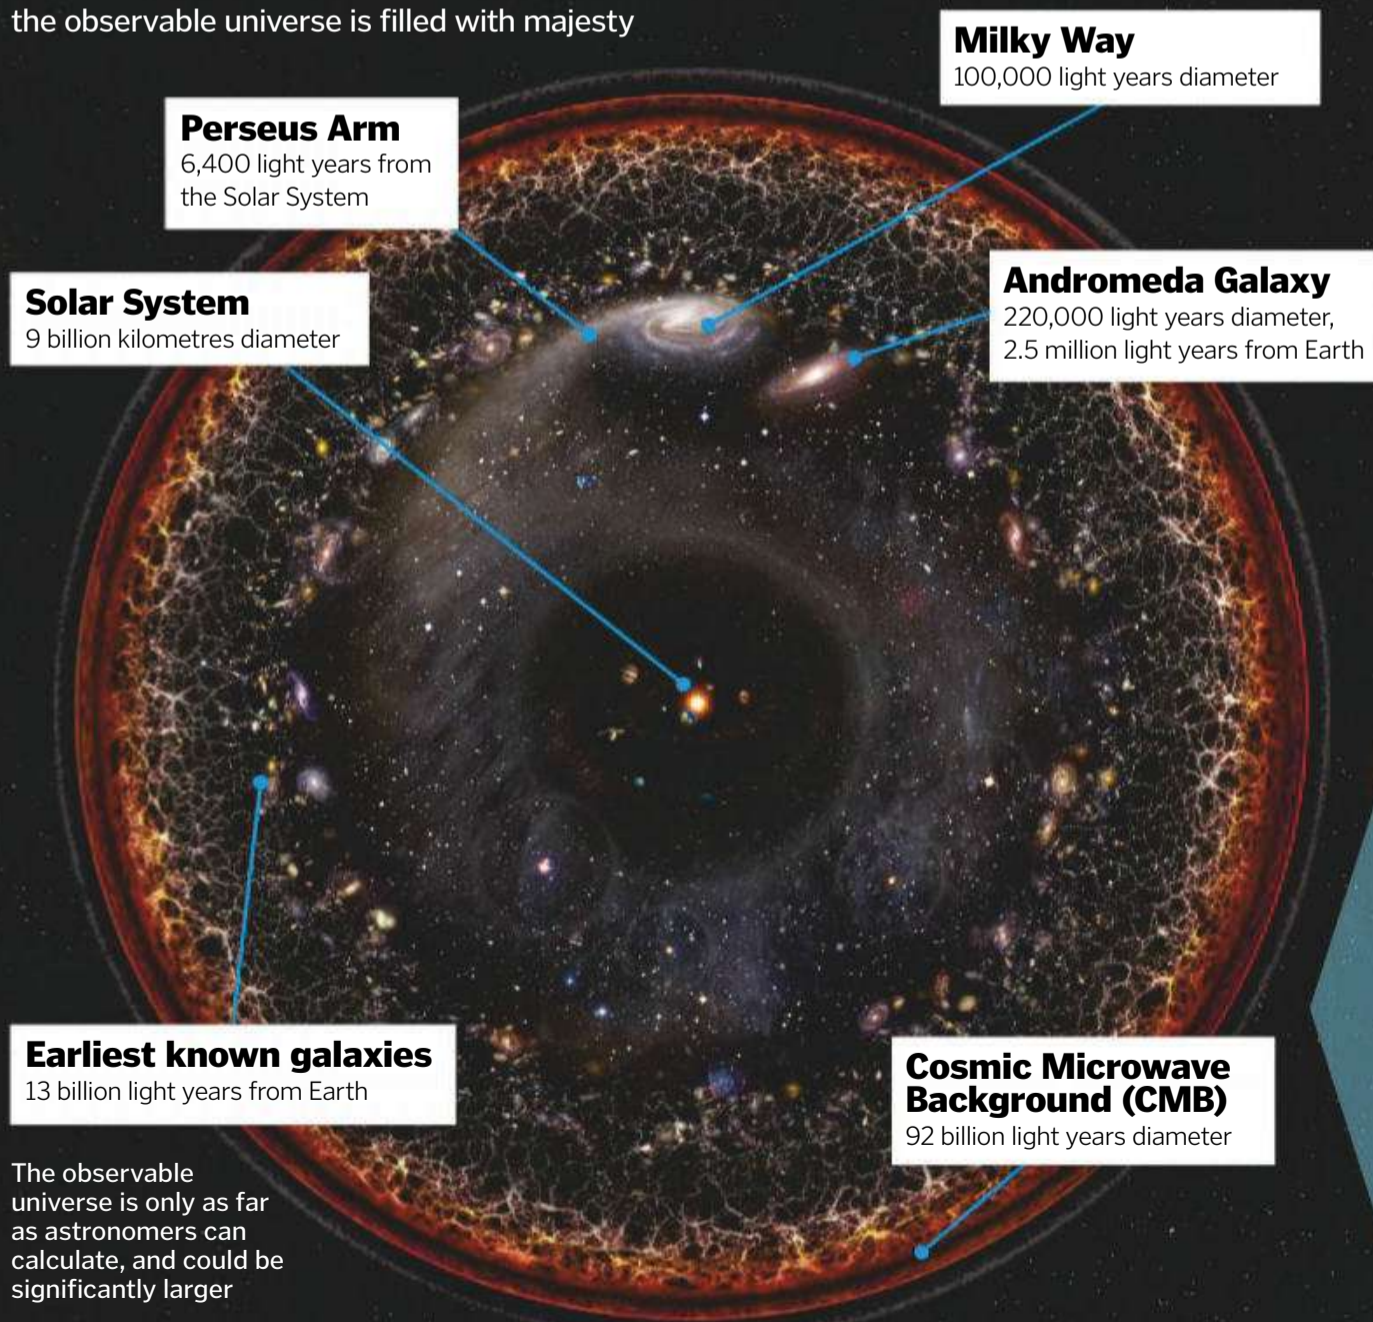 the observable universe is filled with majesty
Milky Way
100,000 light years diameter
Perseus Arm
6,400 light years from
the Solar System
Andromeda Galaxy
220,000 light years diameter,
2.5 million light years from Earth
Solar System
9 billion kilometres diameter
Earliest known galaxies
13 billion light years from Earth
Cosmic Microwave
Background (CMB)
92 billion light years diameter
The observable
universe is only as far
as astronomers can
calculate, and could be
significantly larger